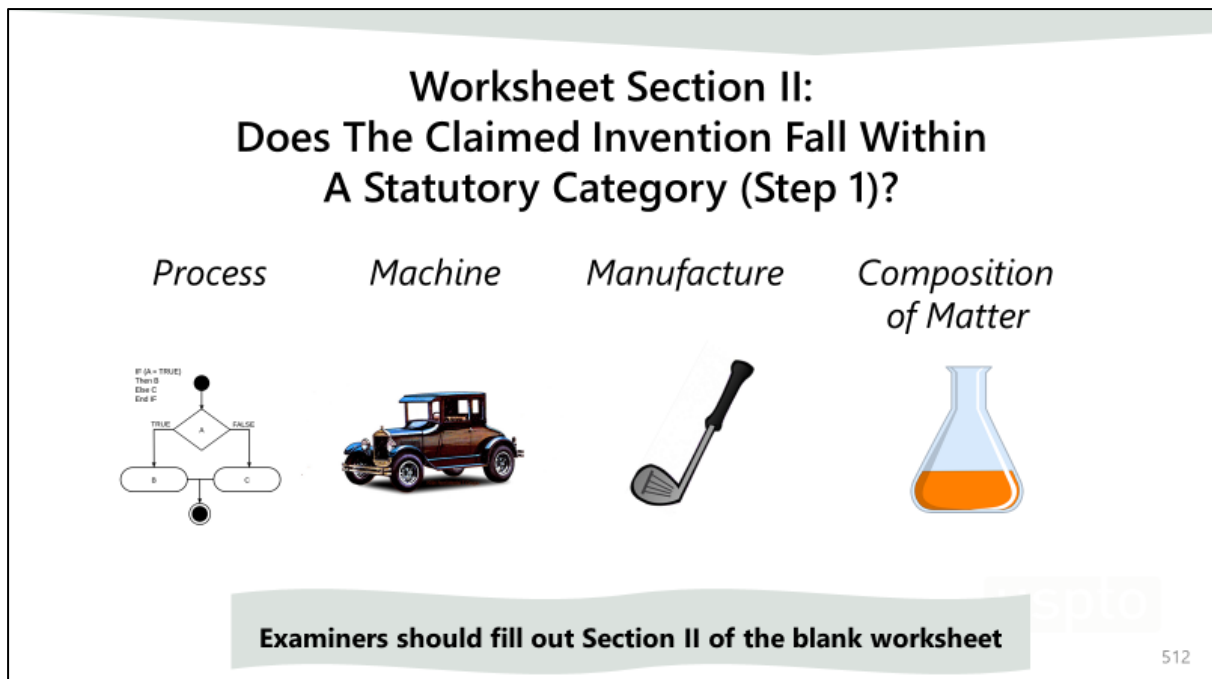 Worksheet Section II:
Does The Claimed Invention Fall Within
A Statutory Category (Step 1)?
Process
Machine
Manufacture
Composition
of Matter
IF (A = TRUE)
Then B
Else C
End IF
TRUE
A
FALSE
B
C
uspto
Examiners should fill out Section II of the blank worksheet
512